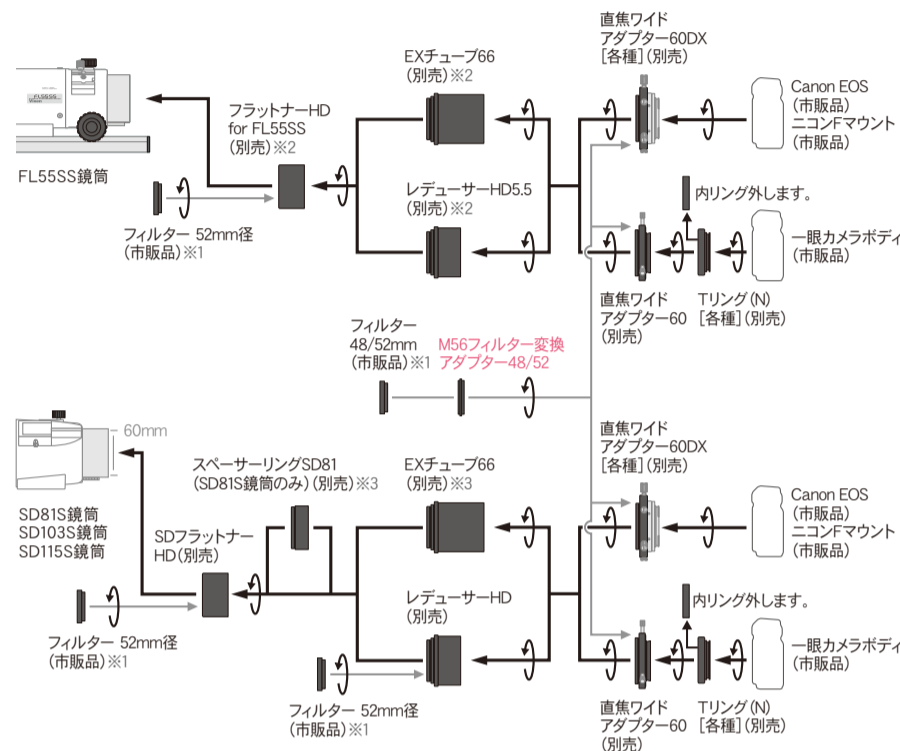 直焦ワイド
アダプター60DX
[各種](別売)
EXチューブ66
(別売)※2
Canon EOS
(市販品)
ニコンFマウント
(市販品)
フラットナーHD
for FL55SS
(別売)※2
FL55SS
FL55SS鏡筒
レデューサーHD5.5
(別売)※2
内リング外します。
フィルター 52mm径
(市販品)※1
一眼カメラボディ
(市販品)
直焦ワイド
アダプター60
(別売)
Tリング(N)
[各種](別売)
フィルター
48/52mm
(市販品)※1
M56フィルター変換
アダプター48/52
60mm
直焦ワイド
アダプター60DX
[各種](別売)
スペーサーリングSD81
(SD81S鏡筒のみ)(別売)※3
EXチューブ66
(別売)※3
Canon EOS
(市販品)
ニコンFマウント
(市販品)
SD81S鏡筒
SD103S鏡筒
SD115S鏡筒
SDフラットナー
HD(別売)
レデューサーHD
(別売)
内リング外します。
フィルター 52mm径
(市販品)※1
一眼カメラボディ
(市販品)
フィルター 52mm径
(市販品)※1
直焦ワイド
アダプター60
(別売)
Tリング(N)
[各種](別売)